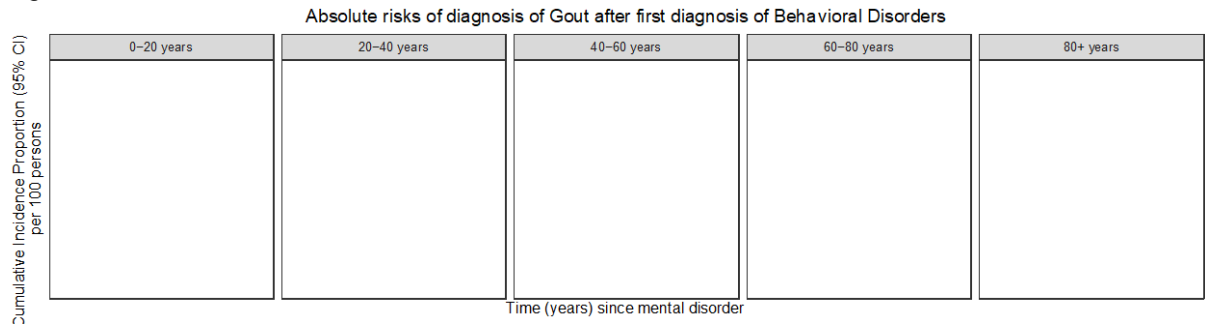 Absolute risks of diagnosis of Gout after first diagnosis of Behavioral Disorders
Cumulative Incidence Proportion (95% CI)
per 100 persons
0−20 years
20−40 years
40−60 years
60−80 years
80+ years
Time (years) since mental disorder